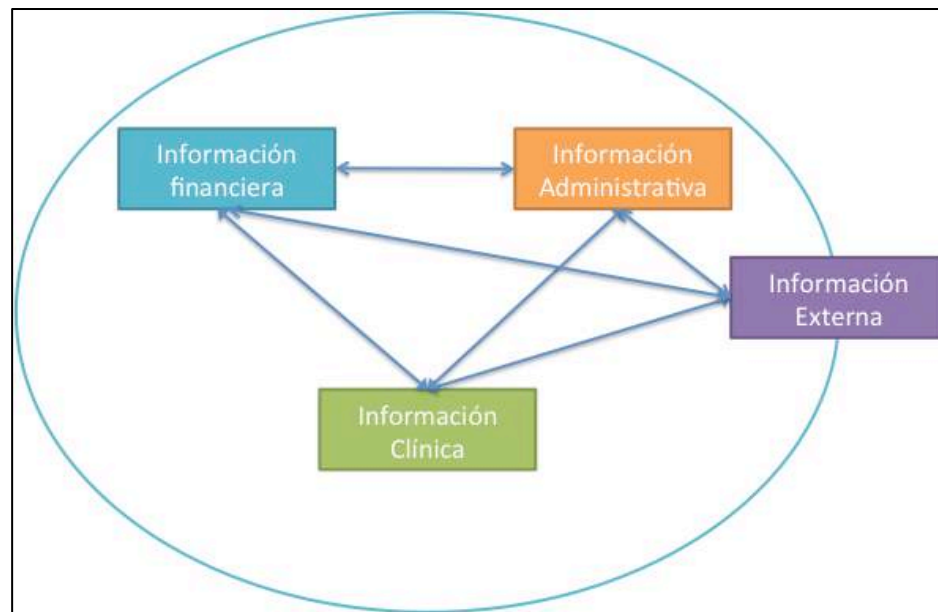 Información
financiera
Información
Administrativa
Información
Externa
Información
Clínica